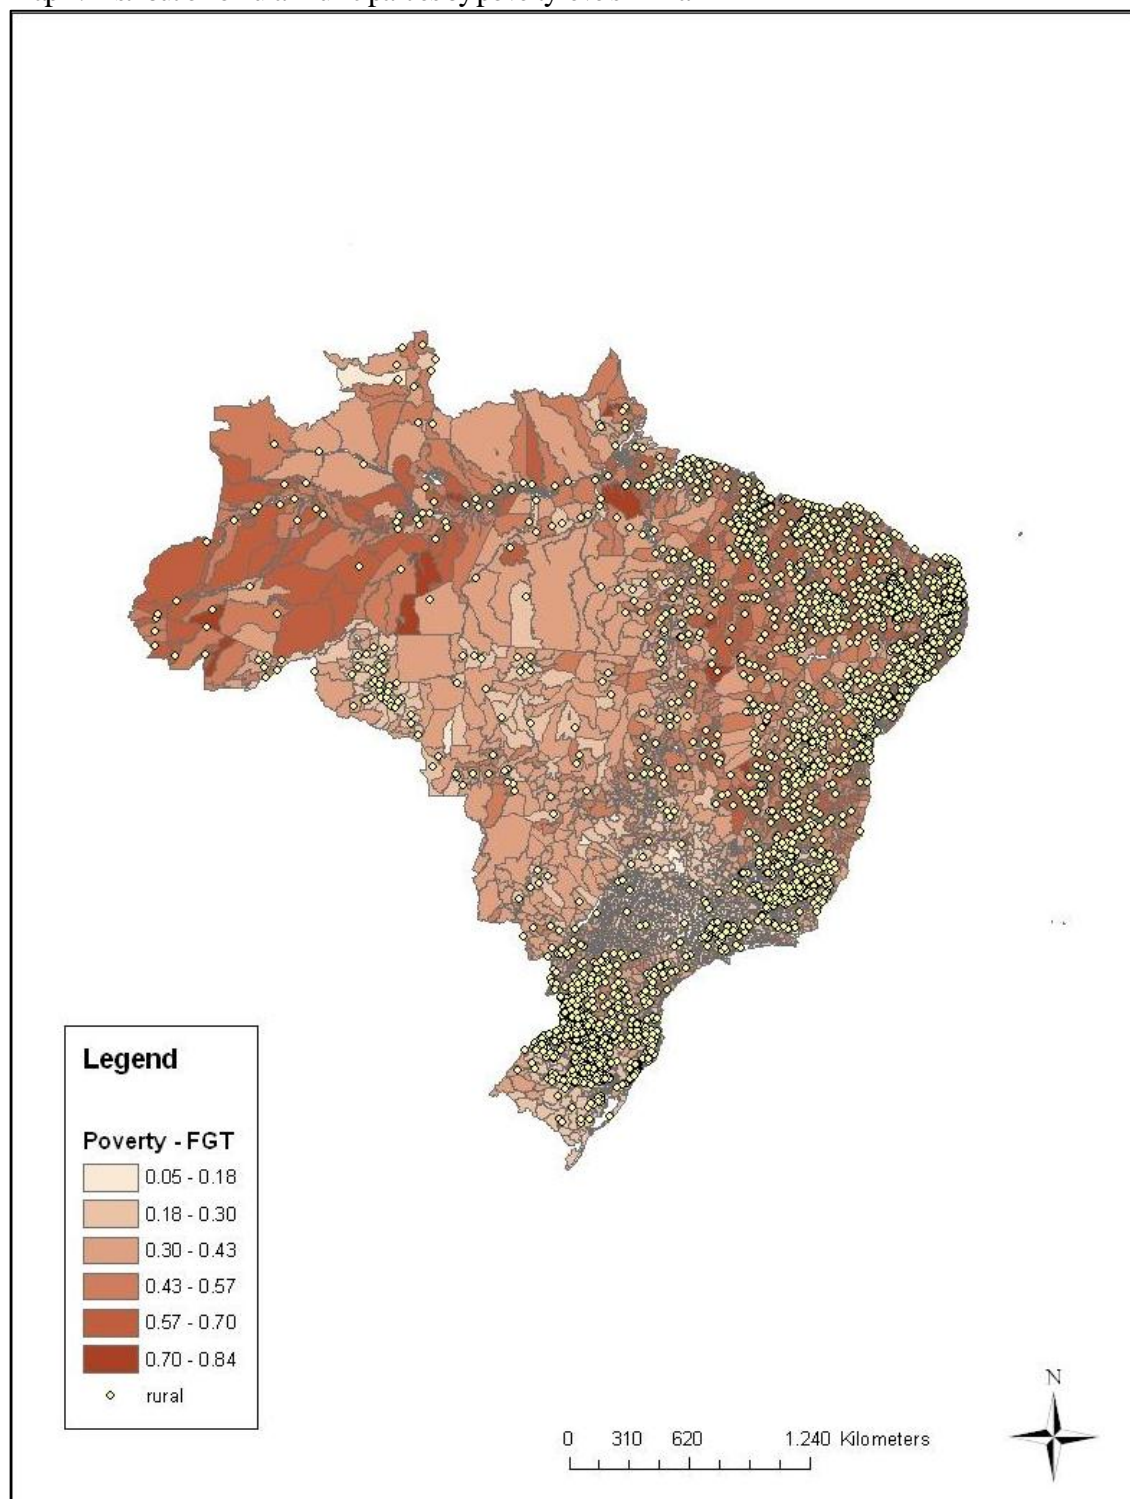 Legend
Poverty - FGT
0.05 - 0.18
0.18 - 0.30
0.30 - 0.43
0.43 - 0.57
0.57 - 0.70
0.70 - 0.84
rural
N
0 310 620 1.240 Kilometers